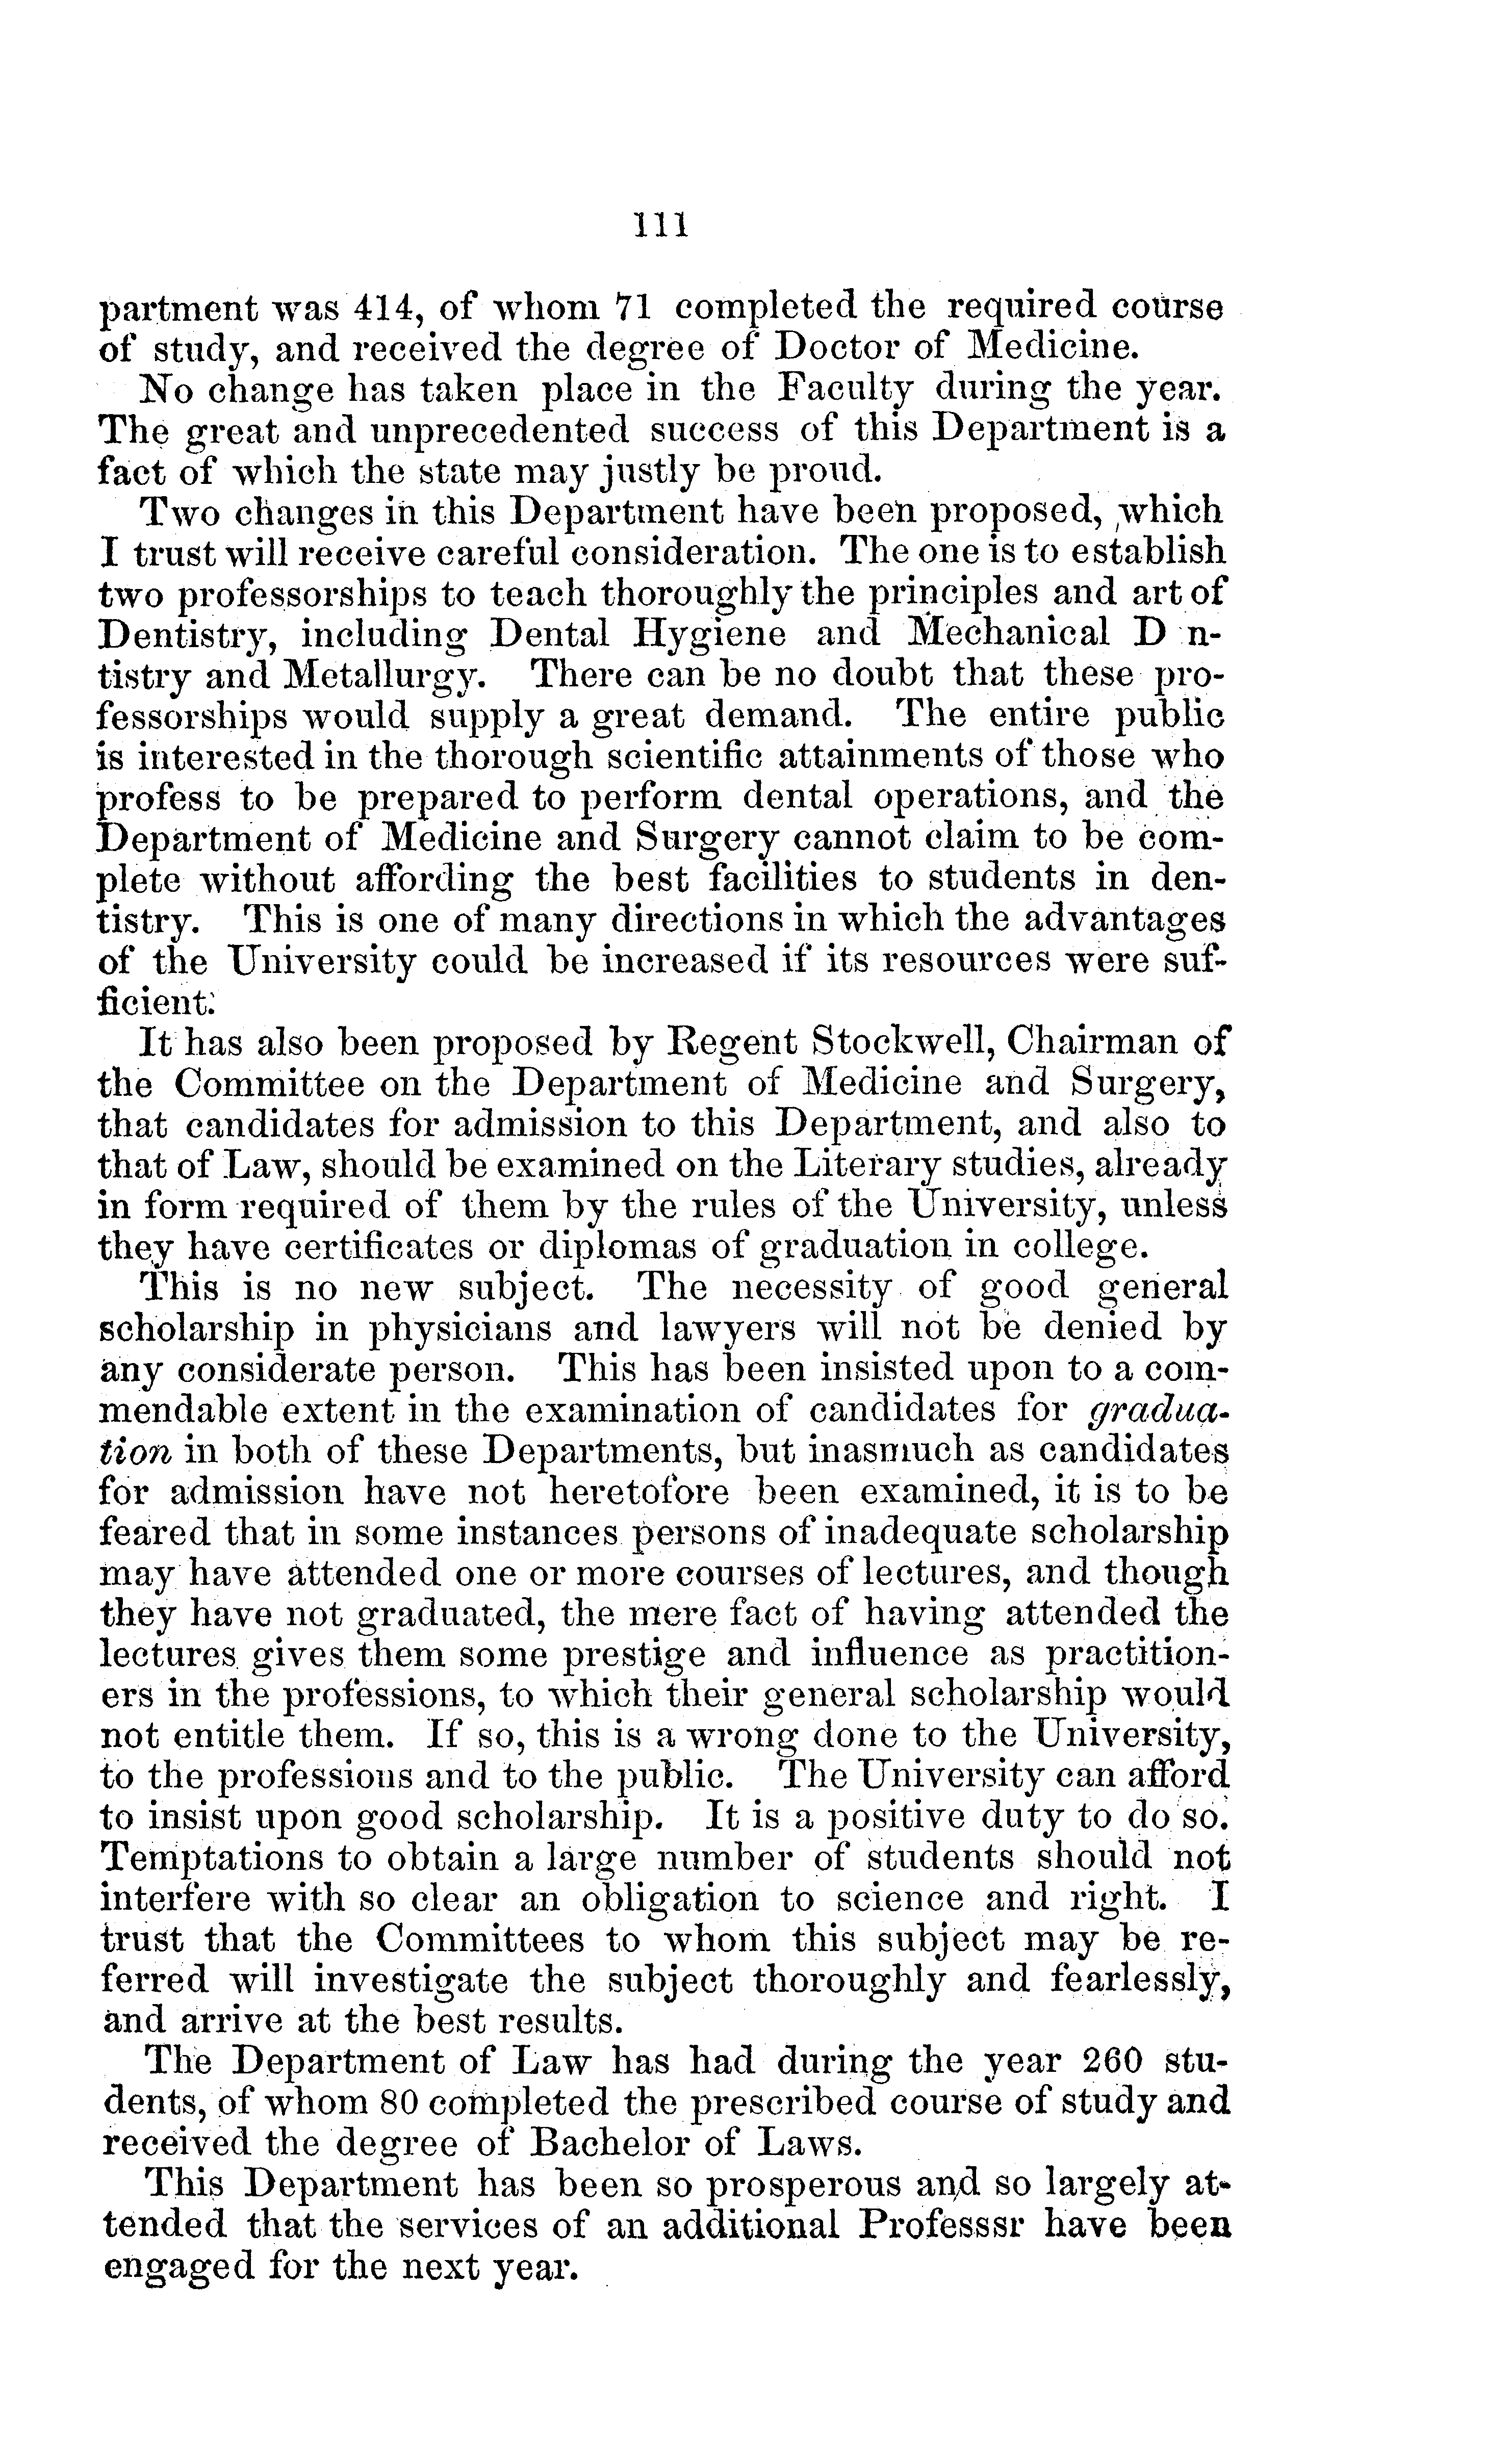 111
partment was 414, of whom 71 completed the required course
of study, and received the degree of Doctor of Medicine.
No change has taken place in the Faculty during the year.
The great and unprecedented success of this Department is a
fact of which the state may justly be proud.
Two changes in this Department have been proposed, which
I trust will receive careful consideration. The one is to establish
two professorships to teach thoroughly the principles and art of
Dentistry, including Dental Hygiene and Mechanical D n-
tistry and Metallurgy. There can be no doubt that these pro-
fessorships would supply a great demand. The entire public
is interested in the thorough scientific attainments of those who
profess to be prepared to perform dental operations, and the
Department of Medicine and Surgery cannot claim to be com-
plete without affording the best facilities to students in den-
tistry. This is one of many directions in which the advantages
of the University could be increased if its resources were suf-
ficient.
It has also been proposed by Regent Stockwell, Chairman of
the Committee on the Department of Medicine and Surgery,
that candidates for admission to this Department, and also to
that of Law, should be examined on the Literary studies, already
in form required of them by the rules of the University, unless
they have certificates or diplomas of graduation in college.
This is no new subject. The necessity of good general
scholarship in physicians and lawyers will not be denied by
any considerate person. This has been insisted upon to a com-
mendable extent in the examination of candidates for gradua-
tion in both of these Departments, but inasmuch as candidates
for admission have not heretofore been examined, it is to be
feared that in some instances persons of inadequate scholarship
may have attended one or more courses of lectures, and though
they have not graduated, the mere fact of having attended the
lectures gives them some prestige and influence as practition-
ers in the professions, to which their general scholarship would
not entitle them. If so, this is a wrong done to the University,
to the professions and to the public. The University can afford
to insist upon good scholarship. It is a positive duty to do so.
Temptations to obtain a large number of students should not
interfere with so clear an obligation to science and right. I
trust that the Committees to whom this subject may be re-
ferred will investigate the subject thoroughly and fearlessly,
and arrive at the best results.
The Department of Law has had during the year 260 stu-
dents, of whom 80 completed the prescribed course of study and
received the degree of Bachelor of Laws.
This Department has been so prosperous and so largely at-
tended that the services of an additional Professsr have been
engaged for the next year.